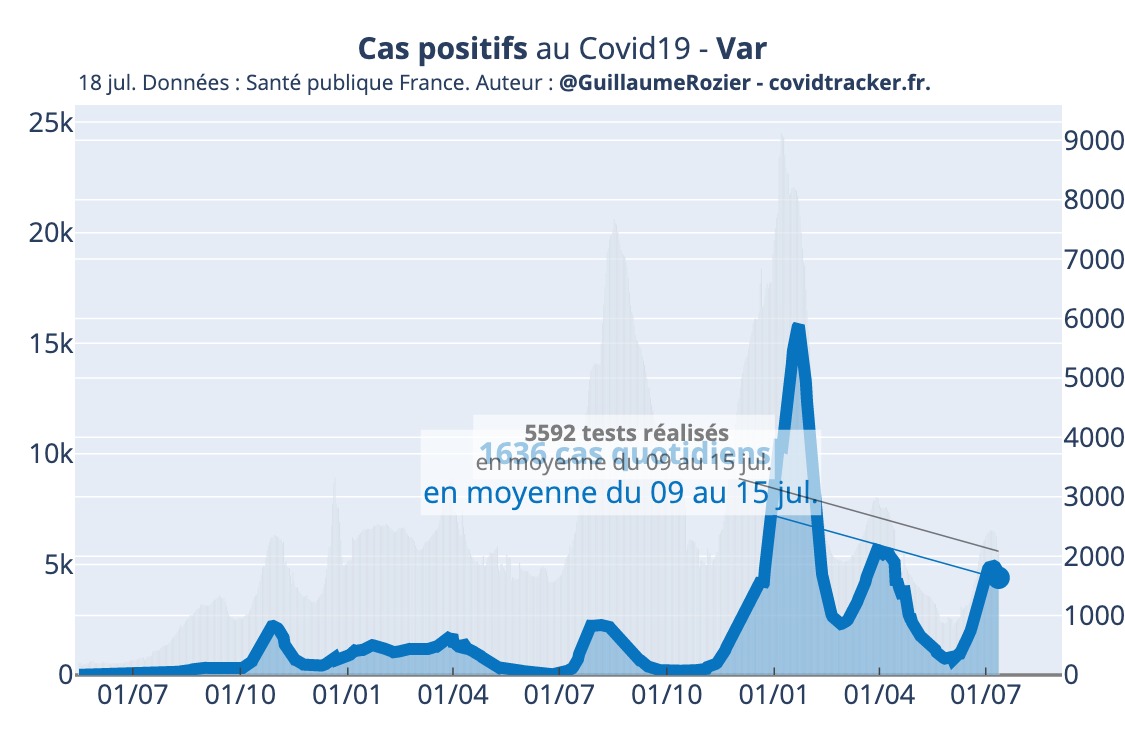 Cas positifs au Covid19 - Var
18 jul. Données : Santé publique France. Auteur : @GuillaumeRozier - covidtracker.fr.
25k
20k
15k
10k
5k
0
9000
8000
7000
6000
5000
4000
3000
2000
1000
0
5592 tests réalisés
en moyenne du 09 au 15 jul.
1636 cas quotidiens
en moyenne du 09 au 15 jul.
01/07 01/10 01/01 01/04 01/07 01/10 01/01 01/04 01/07